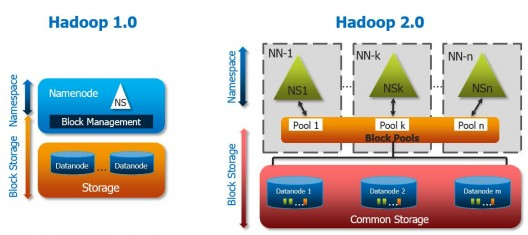 Hadoop 1.0
Namespace
Block Storage
Namenode
NS
Block Management
Datanode ... Datanode
Storage
Hadoop 2.0
Namespace
Block Storage
NN-1
NN-k
NN-n
NS1
NSk
NSn
... ...
Pool 1
Pool k
Pool n
Block Pools
Datanode 1
Datanode 2
Datanode m
... ... ...
Common Storage